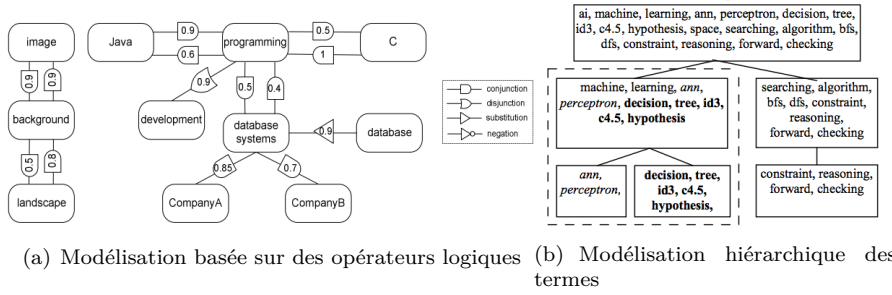 image
0.9
0.9
background
0.5
0.8
landscape
Java
0.9
0.6
programming
0.5
1
C
0.9
development
0.5
0.4
database
systems
0.9
database
0.85
0.7
CompanyA
CompanyB
conjunction
disjunction
substitution
negation
ai, machine, learning, ann, perceptron, decision, tree,
id3, c4.5, hypothesis, space, searching, algorithm, bfs,
dfs, constraint, reasoning, forward, checking
machine, learning, ann,
perceptron, decision, tree, id3,
c4.5, hypothesis
searching, algorithm,
bfs, dfs, constraint,
reasoning,
forward, checking
ann,
perceptron,
decision, tree,
id3, c4.5,
hypothesis,
constraint, reasoning,
forward, checking
(a) Modélisation basée sur des opérateurs logiques
(b) Modélisation hiérarchique des
termes